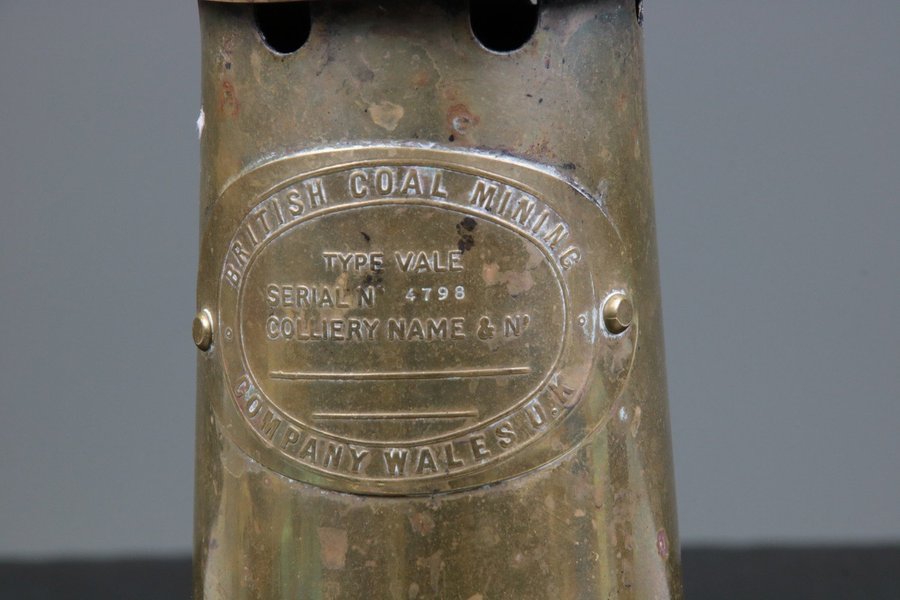 BRITISH COAL MINING
TYPE VALE
SERIAL Nº 4798
COLLIERY NAME & Nº
COMPANY WALES U.K